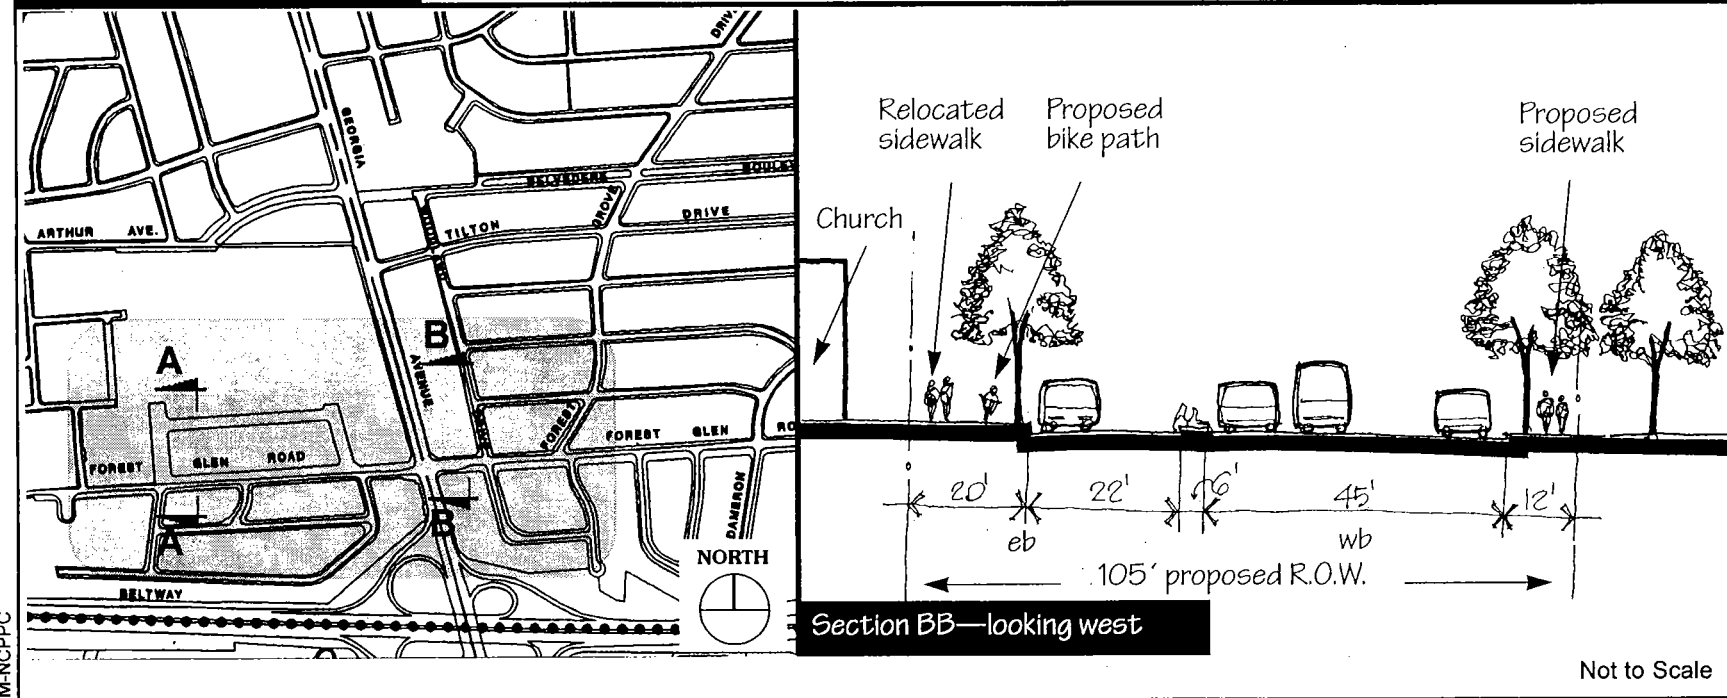 DRIV
GEORGIA
BELVEDERE
BOULEV
GROVE
DRIVE
ARTHUR AVE.
TILTON
WOODLAND
B
A
AVENUE
FOREST
FOREST GLEN RO
FOREST GLEN ROAD
A
B
DAMERON
BELTWAY
NORTH
M-NCPPC
Relocated
sidewalk
Proposed
bike path
Proposed
sidewalk
Church
20'
22'
6'
45'
12'
eb
wb
105' proposed R.O.W.
Section BB—looking west
Not to Scale